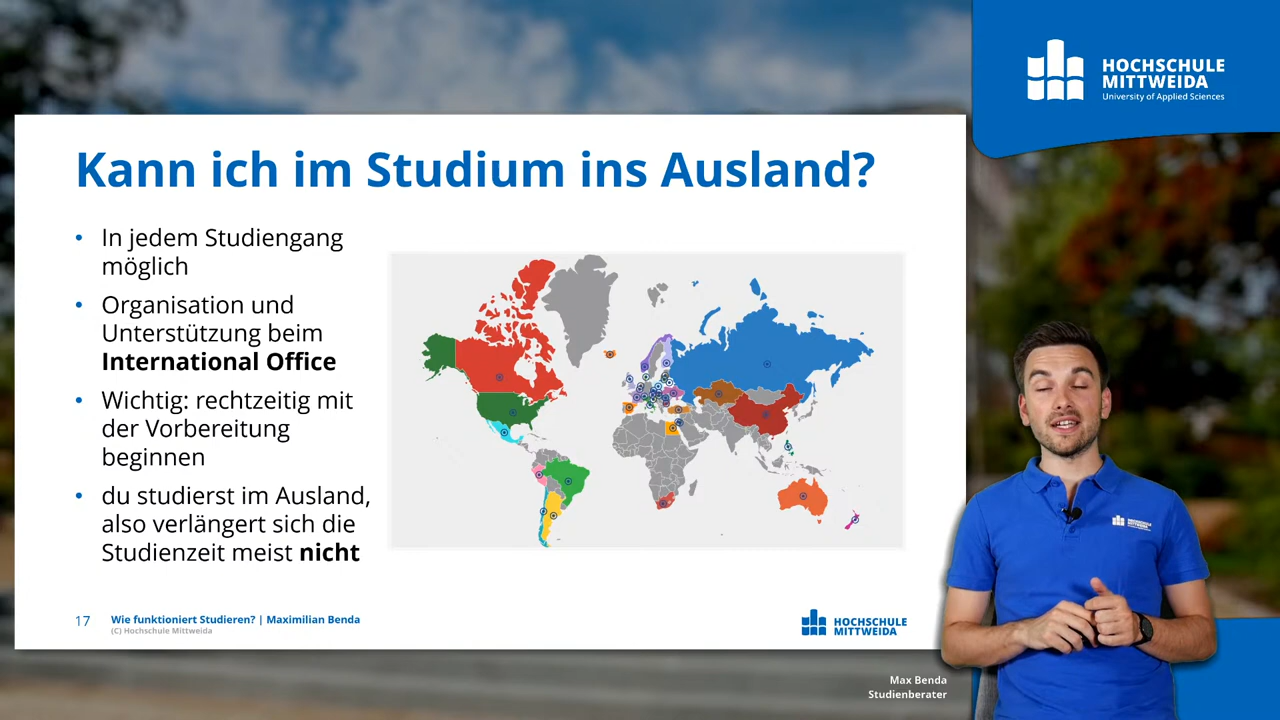 HOCHSCHULE
MITTWEIDA
University of Applied Sciences
Kann ich im Studium ins Ausland?
• In jedem Studiengang
möglich
• Organisation und
Unterstützung beim
International Office
• Wichtig: rechtzeitig mit
der Vorbereitung
beginnen
• du studierst im Ausland,
also verlängert sich die
Studienzeit meist nicht
17
Wie funktioniert Studieren? | Maximilian Benda
(C) Hochschule Mittweida
HOCHSCHULE
MITTWEIDA
HOCHSCHULE
MITTWEIDA
Max Benda
Studienberater